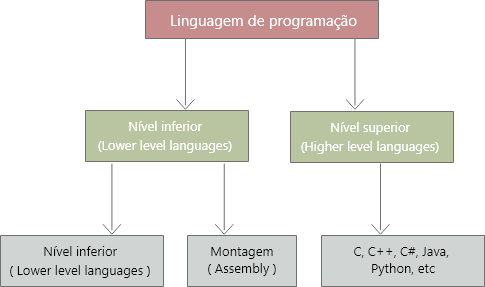 Linguagem de programação
Nível inferior
(Lower level languages)
Nível superior
(Higher level languages)
Nível inferior
( Lower level languages )
Montagem
( Assembly )
C, C++, C#, Java,
Python, etc